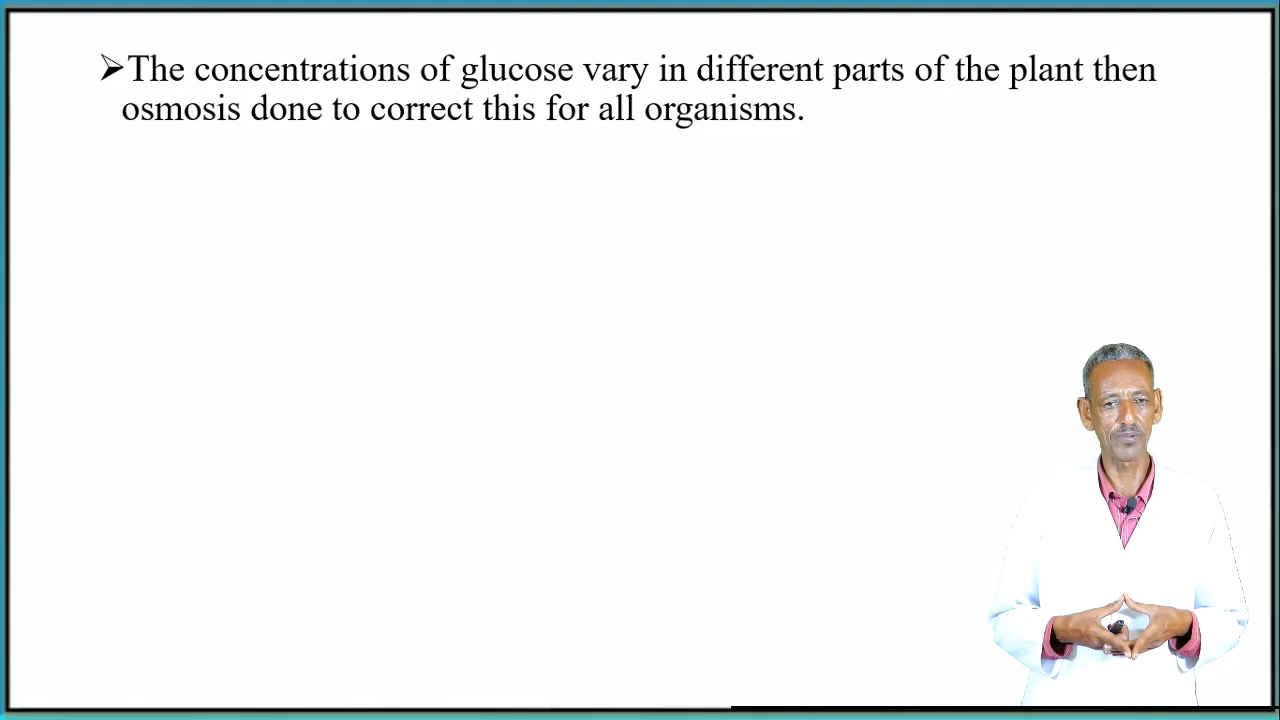 ➢The concentrations of glucose vary in different parts of the plant then
osmosis done to correct this for all organisms.